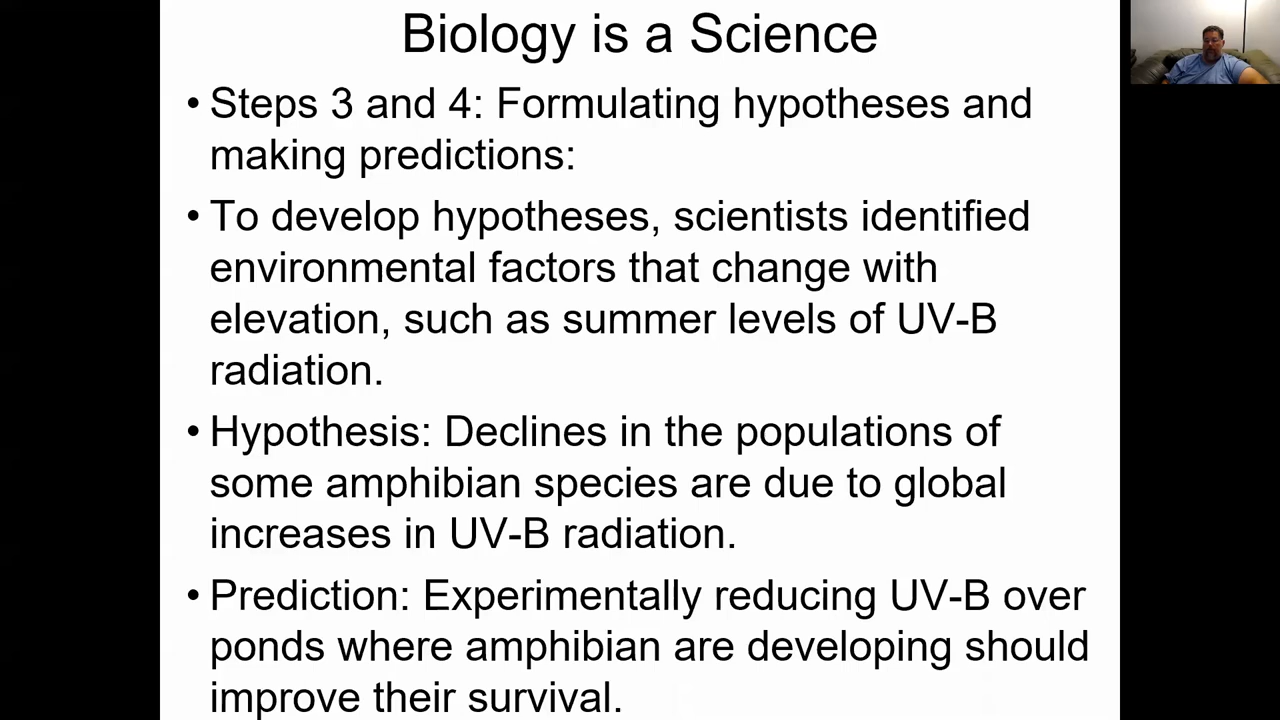 Biology is a Science
• Steps 3 and 4: Formulating hypotheses and
making predictions:
• To develop hypotheses, scientists identified
environmental factors that change with
elevation, such as summer levels of UV-B
radiation.
• Hypothesis: Declines in the populations of
some amphibian species are due to global
increases in UV-B radiation.
• Prediction: Experimentally reducing UV-B over
ponds where amphibian are developing should
improve their survival.